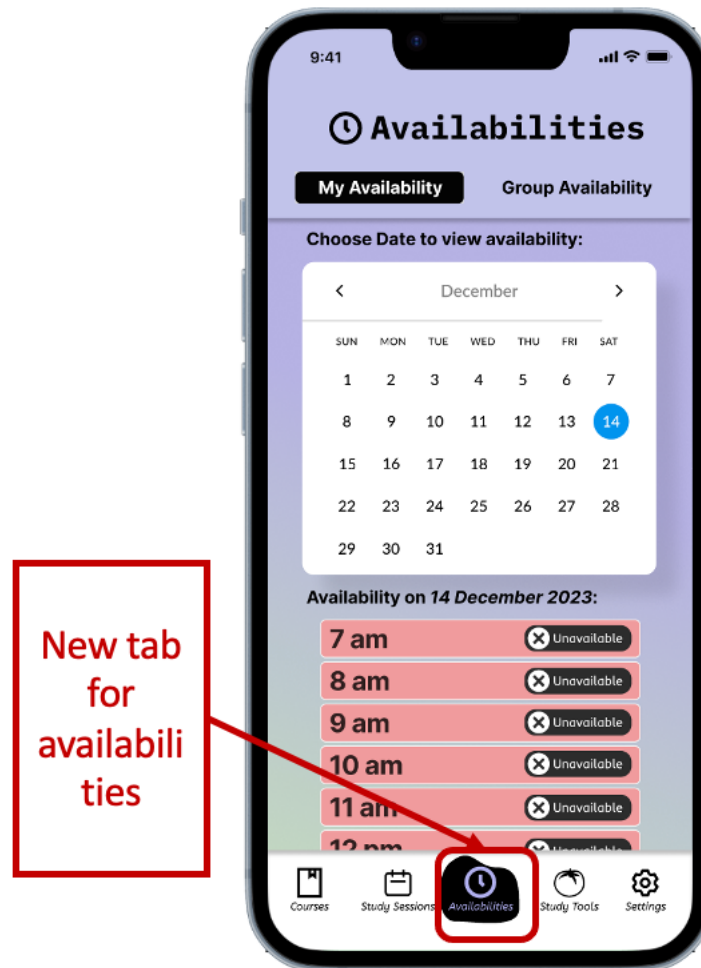 9:41
Availabilities
My Availability Group Availability
Choose Date to view availability:
December
SUN MON TUE WED THU FRI SAT
1 2 3 4 5 6 7
8 9 10 11 12 13 14
15 16 17 18 19 20 21
22 23 24 25 26 27 28
29 30 31
Availability on 14 December 2023:
7 am Unavailable
8 am Unavailable
9 am Unavailable
10 am Unavailable
11 am Unavailable
12 pm Unavailable
Courses Study Sessions Availabilities Study Tools Settings
New tab
for
availabili
ties